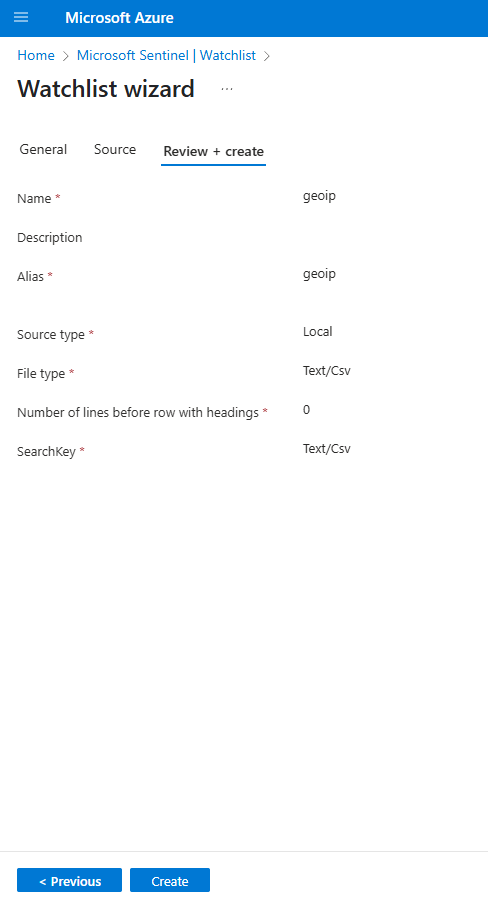 Microsoft Azure
Home > Microsoft Sentinel | Watchlist >
Watchlist wizard ...
General Source Review + create
Name * geoip
Description
Alias * geoip
Source type * Local
File type * Text/Csv
Number of lines before row with headings * 0
SearchKey * Text/Csv
< Previous Create